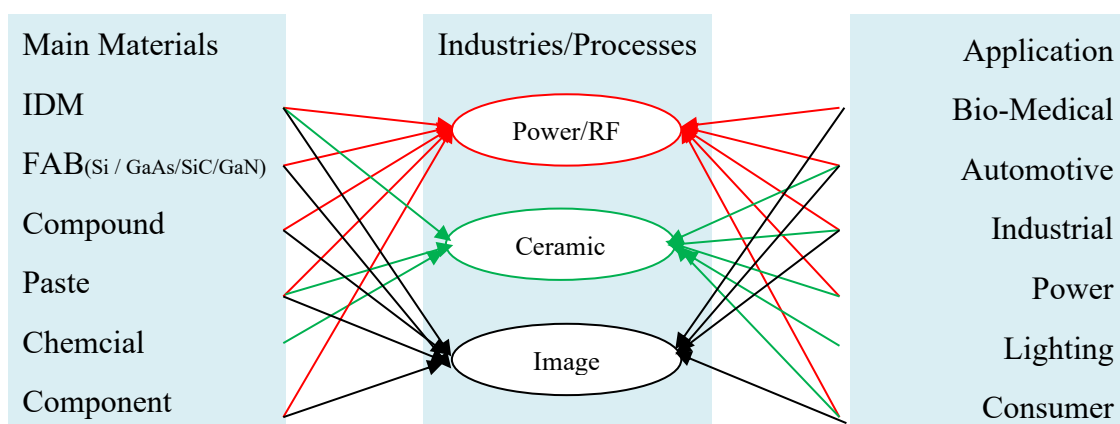 Main Materials
IDM
FAB(Si / GaAs/SiC/GaN)
Compound
Paste
Chemcial
Component
Industries/Processes
Power/RF
Ceramic
Image
Application
Bio-Medical
Automotive
Industrial
Power
Lighting
Consumer